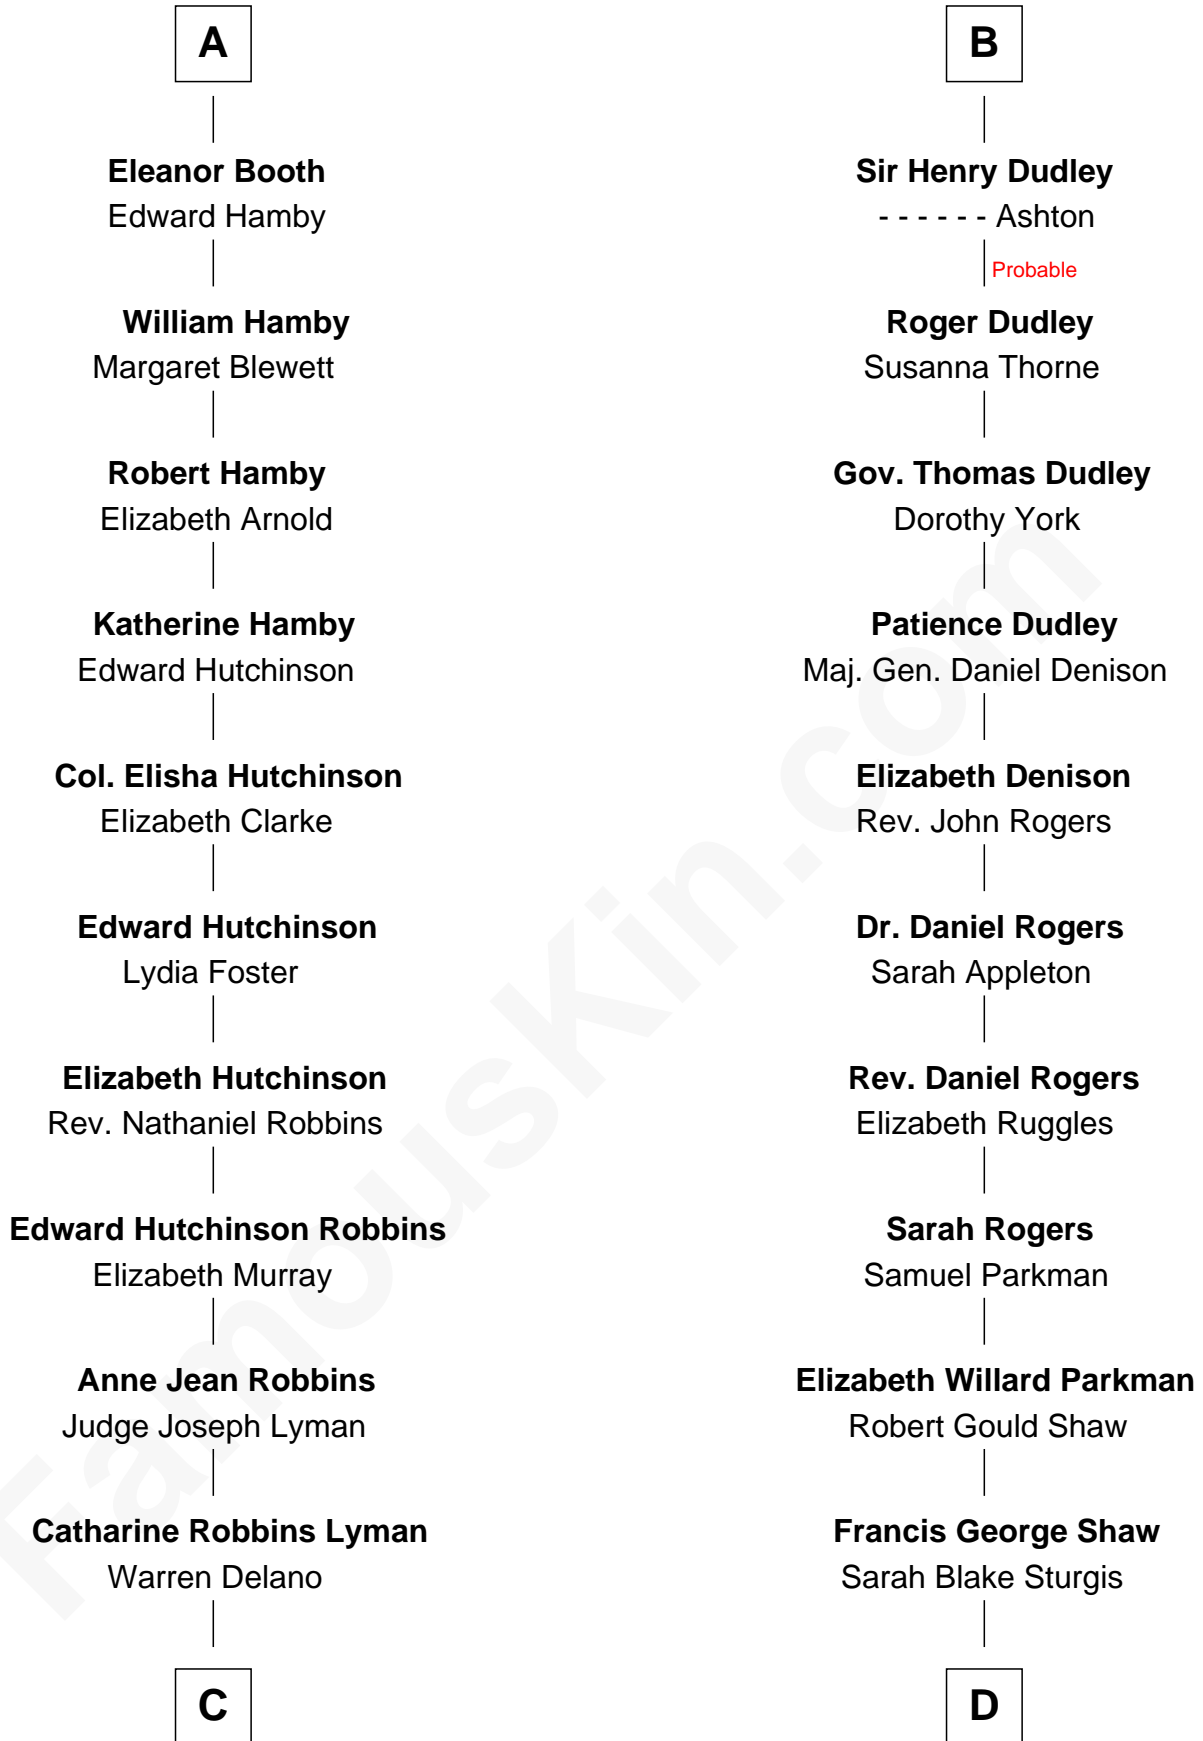 A
Eleanor Booth
Edward Hamby
William Hamby
Margaret Blewett
Robert Hamby
Elizabeth Arnold
Katherine Hamby
Edward Hutchinson
Col. Elisha Hutchinson
Elizabeth Clarke
Edward Hutchinson
Lydia Foster
Elizabeth Hutchinson
Rev. Nathaniel Robbins
Edward Hutchinson Robbins
Elizabeth Murray
Anne Jean Robbins
Judge Joseph Lyman
Catharine Robbins Lyman
Warren Delano
C
B
Sir Henry Dudley
- - - - - - Ashton
Probable
Roger Dudley
Susanna Thorne
Gov. Thomas Dudley
Dorothy York
Patience Dudley
Maj. Gen. Daniel Denison
Elizabeth Denison
Rev. John Rogers
Dr. Daniel Rogers
Sarah Appleton
Rev. Daniel Rogers
Elizabeth Ruggles
Sarah Rogers
Samuel Parkman
Elizabeth Willard Parkman
Robert Gould Shaw
Francis George Shaw
Sarah Blake Sturgis
D
FamousKin.com